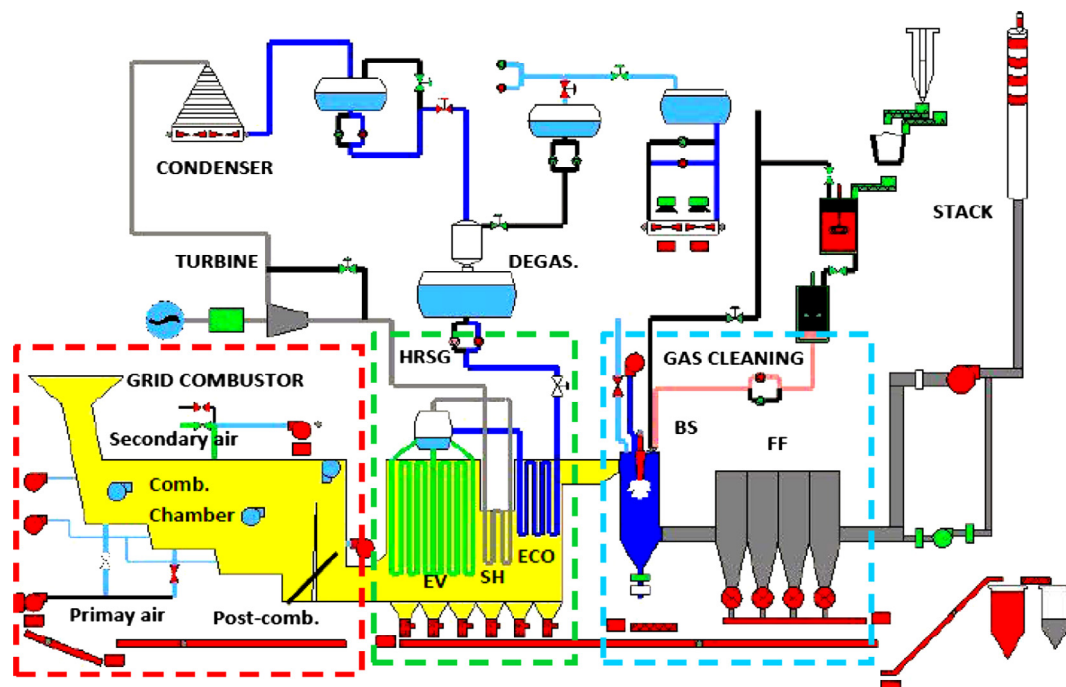 CONDENSER
STACK
TURBINE
DEGAS.
HRSG
GAS CLEANING
GRID COMBUSTOR
Secondary air
BS
FF
Comb.
Chamber
ECO
SH
EV
Primay air
Post-comb.